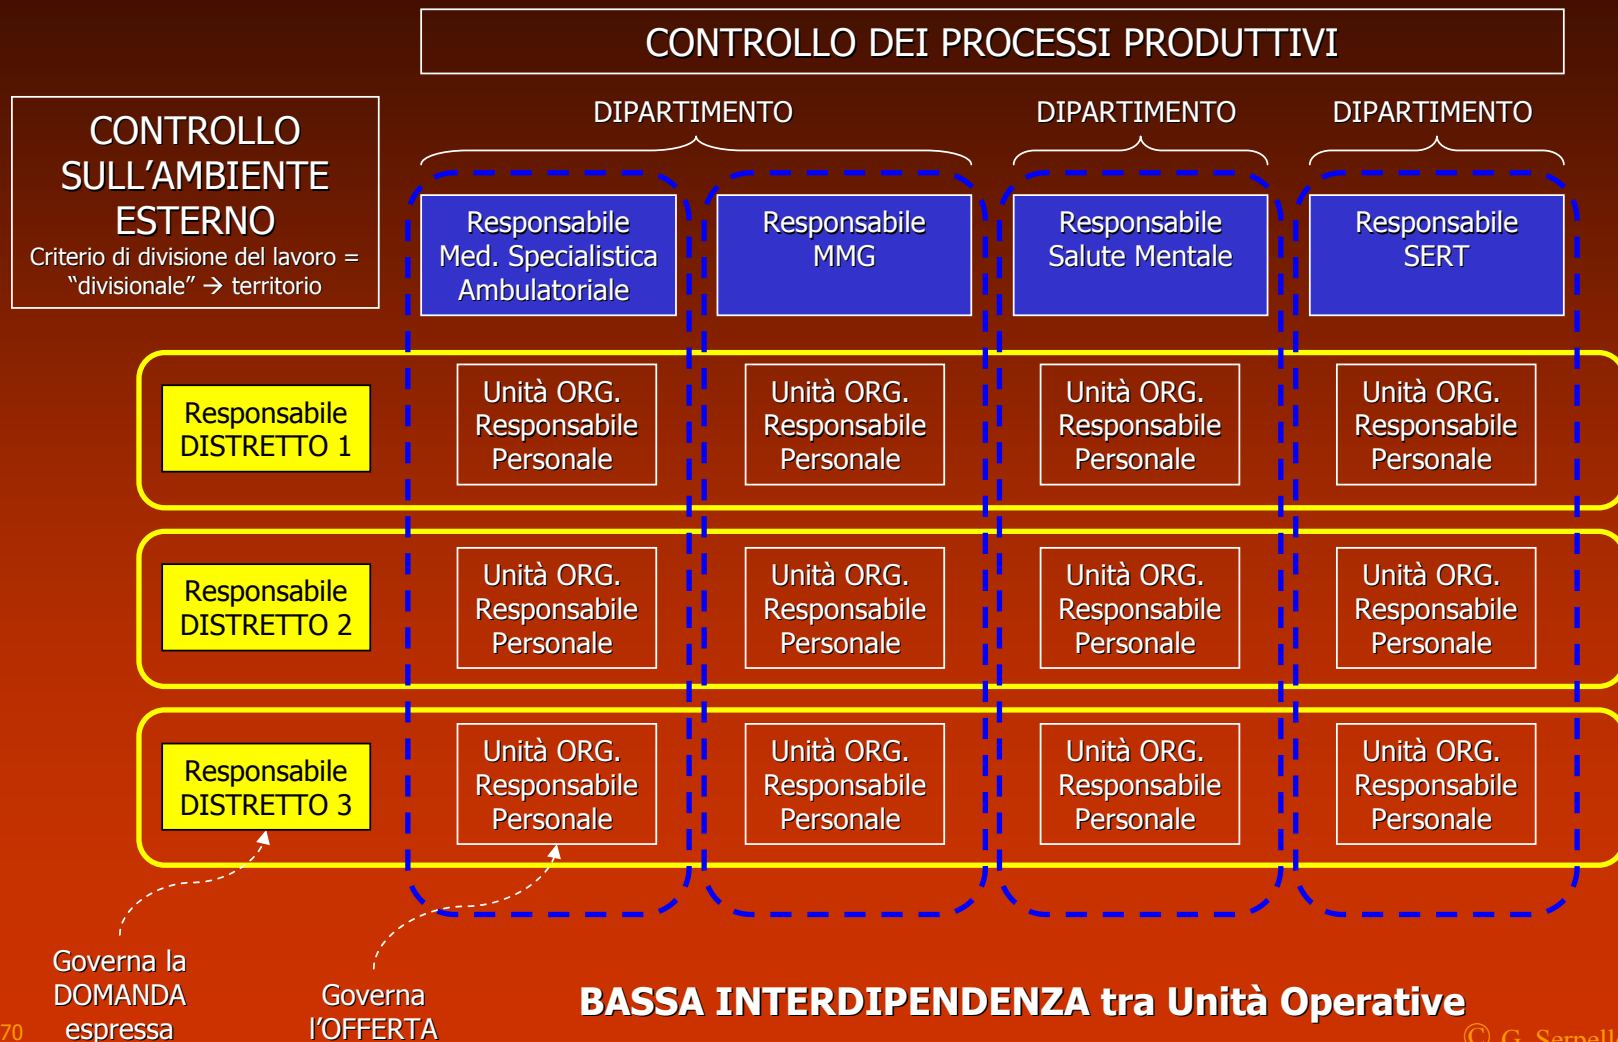 CONTROLLO DEI PROCESSI PRODUTTIVI
CONTROLLO
SULL'AMBIENTE
ESTERNO
Criterio di divisione del lavoro =
"divisionale" → territorio
DIPARTIMENTO
DIPARTIMENTO
DIPARTIMENTO
Responsabile
Med. Specialistica
Ambulatoriale
Responsabile
MMG
Responsabile
Salute Mentale
Responsabile
SERT
Responsabile
DISTRETTO 1
Unità ORG.
Responsabile
Personale
Unità ORG.
Responsabile
Personale
Unità ORG.
Responsabile
Personale
Unità ORG.
Responsabile
Personale
Responsabile
DISTRETTO 2
Unità ORG.
Responsabile
Personale
Unità ORG.
Responsabile
Personale
Unità ORG.
Responsabile
Personale
Unità ORG.
Responsabile
Personale
Responsabile
DISTRETTO 3
Unità ORG.
Responsabile
Personale
Unità ORG.
Responsabile
Personale
Unità ORG.
Responsabile
Personale
Unità ORG.
Responsabile
Personale
Governa la
DOMANDA
espressa
Governa
l'OFFERTA
BASSA INTERDIPENDENZA tra Unità Operative
70
© G.